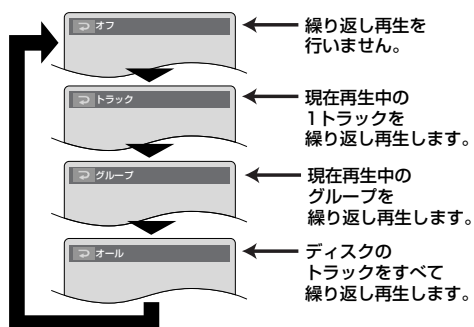 オフ
繰り返し再生を
行いません。
トラック
現在再生中の
1トラックを
繰り返し再生します。
グループ
現在再生中の
グループを
繰り返し再生します。
オール
ディスクの
トラックをすべて
繰り返し再生します。